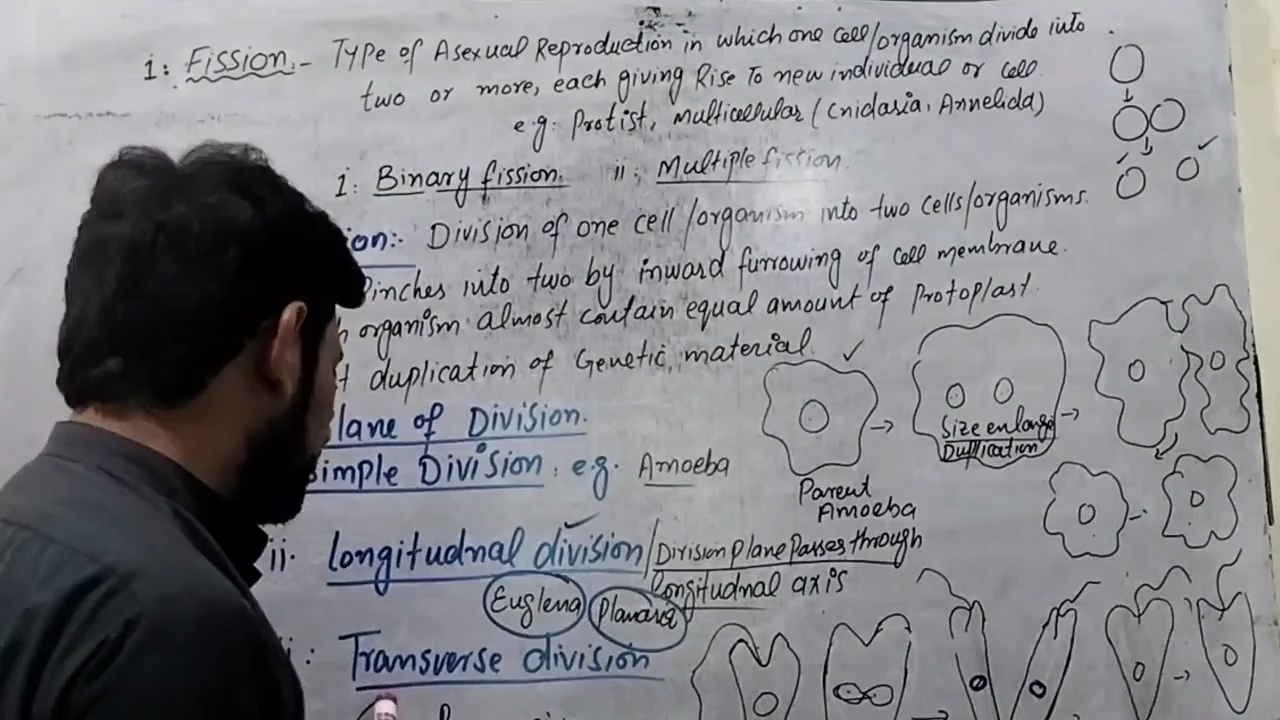 i: Fission:- Type of Asexual Reproduction in which one cell/organism divide into
two or more, each giving Rise To new individual or cell.
e.g: Protist, Multicellular (Cnidaria, Annelida)
i: Binary fission. ii: Multiple fission.
ion:- Division of one cell/organism into two cells/organisms.
Pinches into two by inward furrowing of cell membrane.
h organism almost contain equal amount of Protoplast.
t duplication of Genetic material.
lane of Division.
Simple Division. e.g. Amoeba
Size enlarge
Duplication
Parent
Amoeba
ii. longitudnal division/Division Plane Passes through
longitudnal axis
Euglena Planaria
i: Transverse division